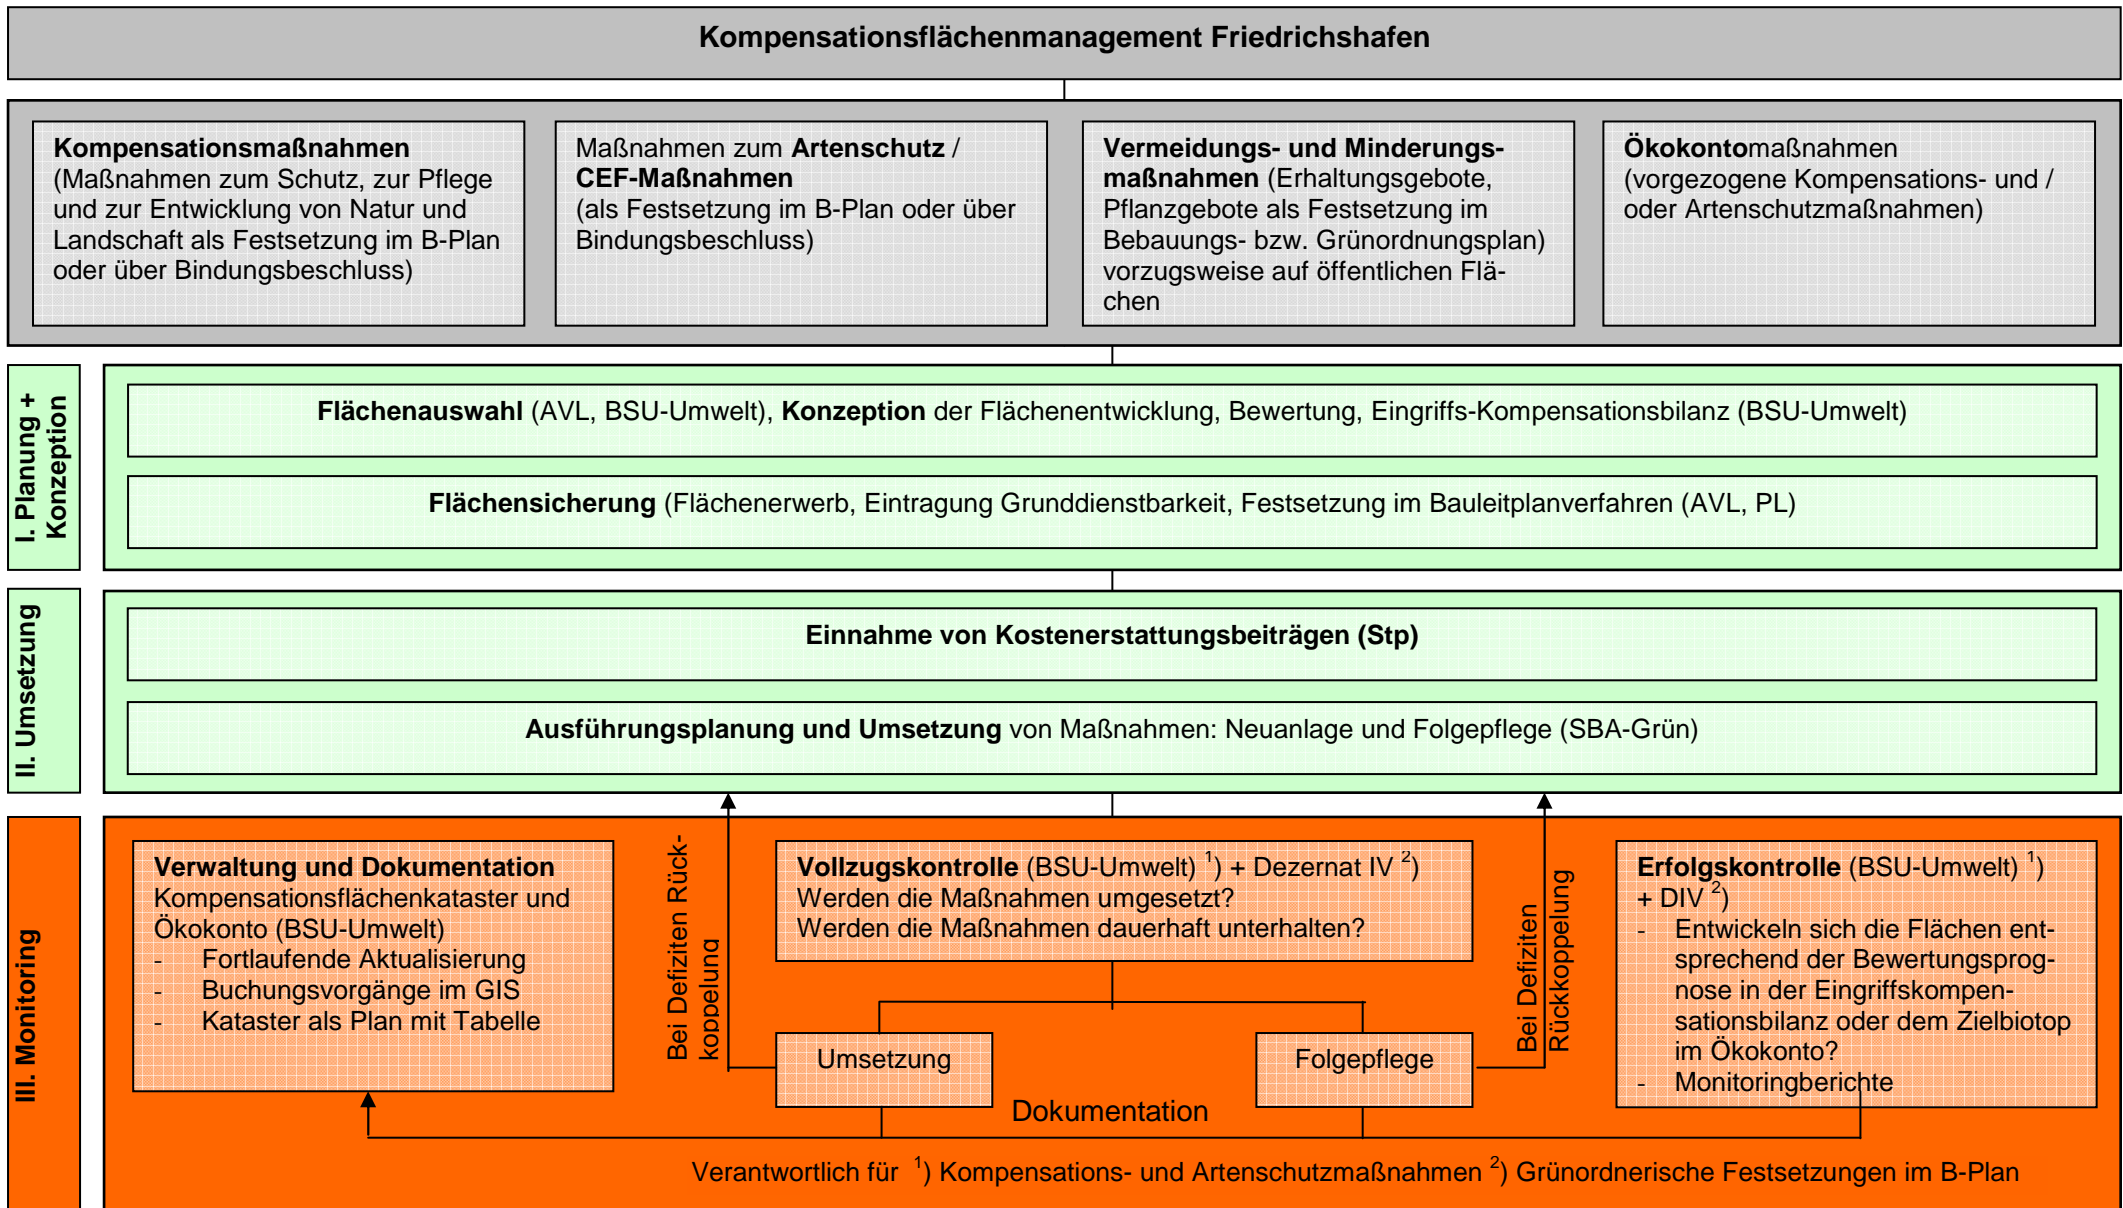 Kompensationsflächenmanagement Friedrichshafen
Kompensationsmaßnahmen
(Maßnahmen zum Schutz, zur Pflege
und zur Entwicklung von Natur und
Landschaft als Festsetzung im B-Plan
oder über Bindungsbeschluss)
Maßnahmen zum Artenschutz /
CEF-Maßnahmen
(als Festsetzung im B-Plan oder über
Bindungsbeschluss)
Vermeidungs- und Minderungs-
maßnahmen (Erhaltungsgebote,
Pflanzgebote als Festsetzung im
Bebauungs- bzw. Grünordnungsplan)
vorzugsweise auf öffentlichen Flä-
chen
Ökokontomaßnahmen
(vorgezogene Kompensations- und /
oder Artenschutzmaßnahmen)
I. Planung +
Konzeption
Flächenauswahl (AVL, BSU-Umwelt), Konzeption der Flächenentwicklung, Bewertung, Eingriffs-Kompensationsbilanz (BSU-Umwelt)
Flächensicherung (Flächenerwerb, Eintragung Grunddienstbarkeit, Festsetzung im Bauleitplanverfahren (AVL, PL)
II. Umsetzung
Einnahme von Kostenerstattungsbeiträgen (Stp)
Ausführungsplanung und Umsetzung von Maßnahmen: Neuanlage und Folgepflege (SBA-Grün)
III. Monitoring
Verwaltung und Dokumentation
Kompensationsflächenkataster und
Ökokonto (BSU-Umwelt)
- Fortlaufende Aktualisierung
- Buchungsvorgänge im GIS
- Kataster als Plan mit Tabelle
Bei Defiziten Rück-
koppelung
Vollzugskontrolle (BSU-Umwelt) 1) + Dezernat IV 2)
Werden die Maßnahmen umgesetzt?
Werden die Maßnahmen dauerhaft unterhalten?
Umsetzung
Folgepflege
Bei Defiziten
Rückkoppelung
Erfolgskontrolle (BSU-Umwelt) 1)
+ DIV 2)
- Entwickeln sich die Flächen ent-
sprechend der Bewertungsprog-
nose in der Eingriffskompen-
sationsbilanz oder dem Zielbiotop
im Ökokonto?
- Monitoringberichte
Dokumentation
Verantwortlich für 1) Kompensations- und Artenschutzmaßnahmen 2) Grünordnerische Festsetzungen im B-Plan